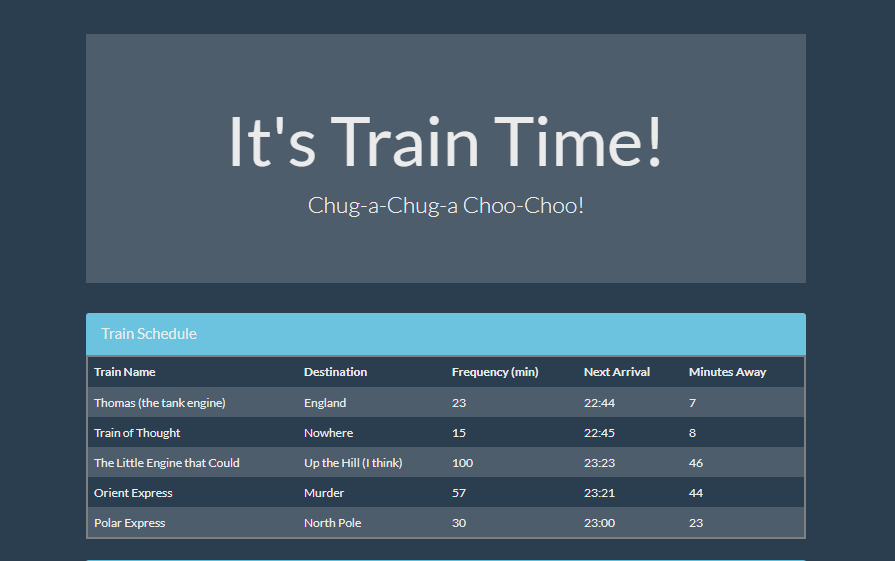 It's Train Time!
Chug-a-Chug-a Choo-Choo!
Train Schedule
Train Name Destination Frequency (min) Next Arrival Minutes Away
Thomas (the tank engine) England 23 22:44 7
Train of Thought Nowhere 15 22:45 8
The Little Engine that Could Up the Hill (I think) 100 23:23 46
Orient Express Murder 57 23:21 44
Polar Express North Pole 30 23:00 23